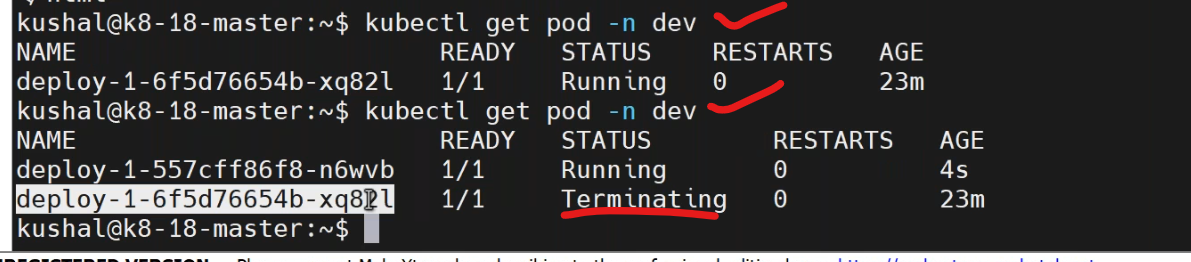 kushal@k8-18-master:~$ kubectl get pod -n dev
NAME READY STATUS RESTARTS AGE
deploy-1-6f5d76654b-xq82l 1/1 Running 0 23m
kushal@k8-18-master:~$ kubectl get pod -n dev
NAME READY STATUS RESTARTS AGE
deploy-1-557cff86f8-n6wvb 1/1 Running 0 4s
deploy-1-6f5d76654b-xq82l 1/1 Terminating 0 23m
kushal@k8-18-master:~$